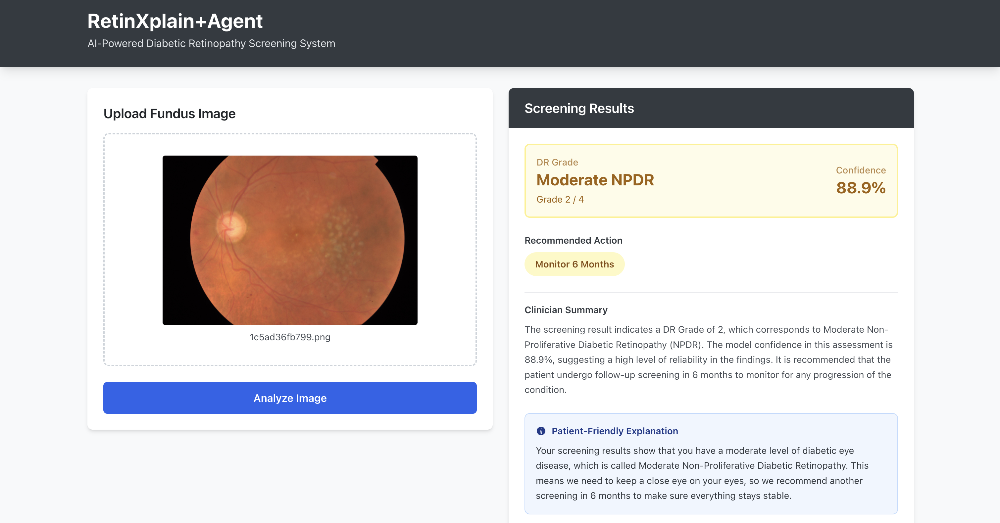 RetinXplain+Agent
AI-Powered Diabetic Retinopathy Screening System
Upload Fundus Image
1c5ad36fb799.png
Analyze Image
Screening Results
DR Grade
Moderate NPDR
Grade 2 / 4
Confidence
88.9%
Recommended Action
Monitor 6 Months
Clinician Summary
The screening result indicates a DR Grade of 2, which corresponds to Moderate Non-
Proliferative Diabetic Retinopathy (NPDR). The model confidence in this assessment is
88.9%, suggesting a high level of reliability in the findings. It is recommended that the
patient undergo follow-up screening in 6 months to monitor for any progression of the
condition.
Patient-Friendly Explanation
Your screening results show that you have a moderate level of diabetic eye
disease, which is called Moderate Non-Proliferative Diabetic Retinopathy. This
means we need to keep a close eye on your eyes, so we recommend another
screening in 6 months to make sure everything stays stable.